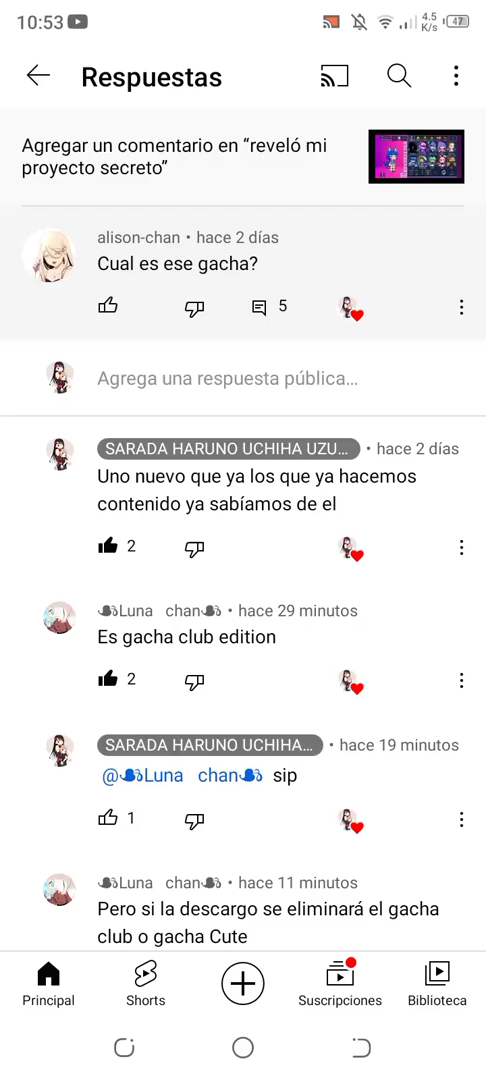 10:53
4.5
K/s
47
Respuestas
Agregar un comentario en “reveló mi
proyecto secreto”
alison-chan • hace 2 días
Cual es ese gacha?
5
Agrega una respuesta pública...
SARADA HARUNO UCHIHA UZU... • hace 2 días
Uno nuevo que ya los que ya hacemos
contenido ya sabíamos de el
2
Luna chan • hace 29 minutos
Es gacha club edition
2
SARADA HARUNO UCHIHA... • hace 19 minutos
@Luna chan sip
1
Luna chan • hace 11 minutos
Pero si la descargo se eliminará el gacha
club o gacha Cute
Principal
Shorts
Suscripciones
Biblioteca